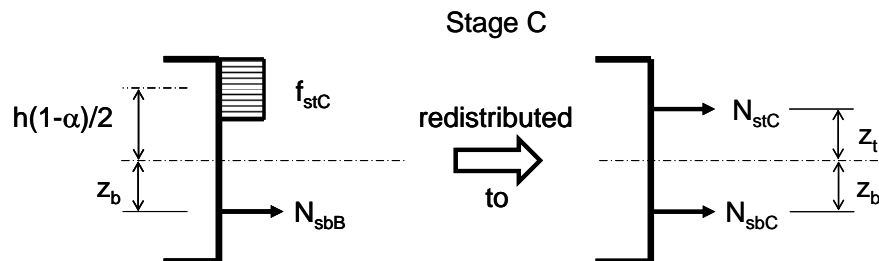 Stage C
f_stC
h(1-α)/2
redistributed
to
N_stC
z_t
z_b
N_sbB
N_sbC
z_b